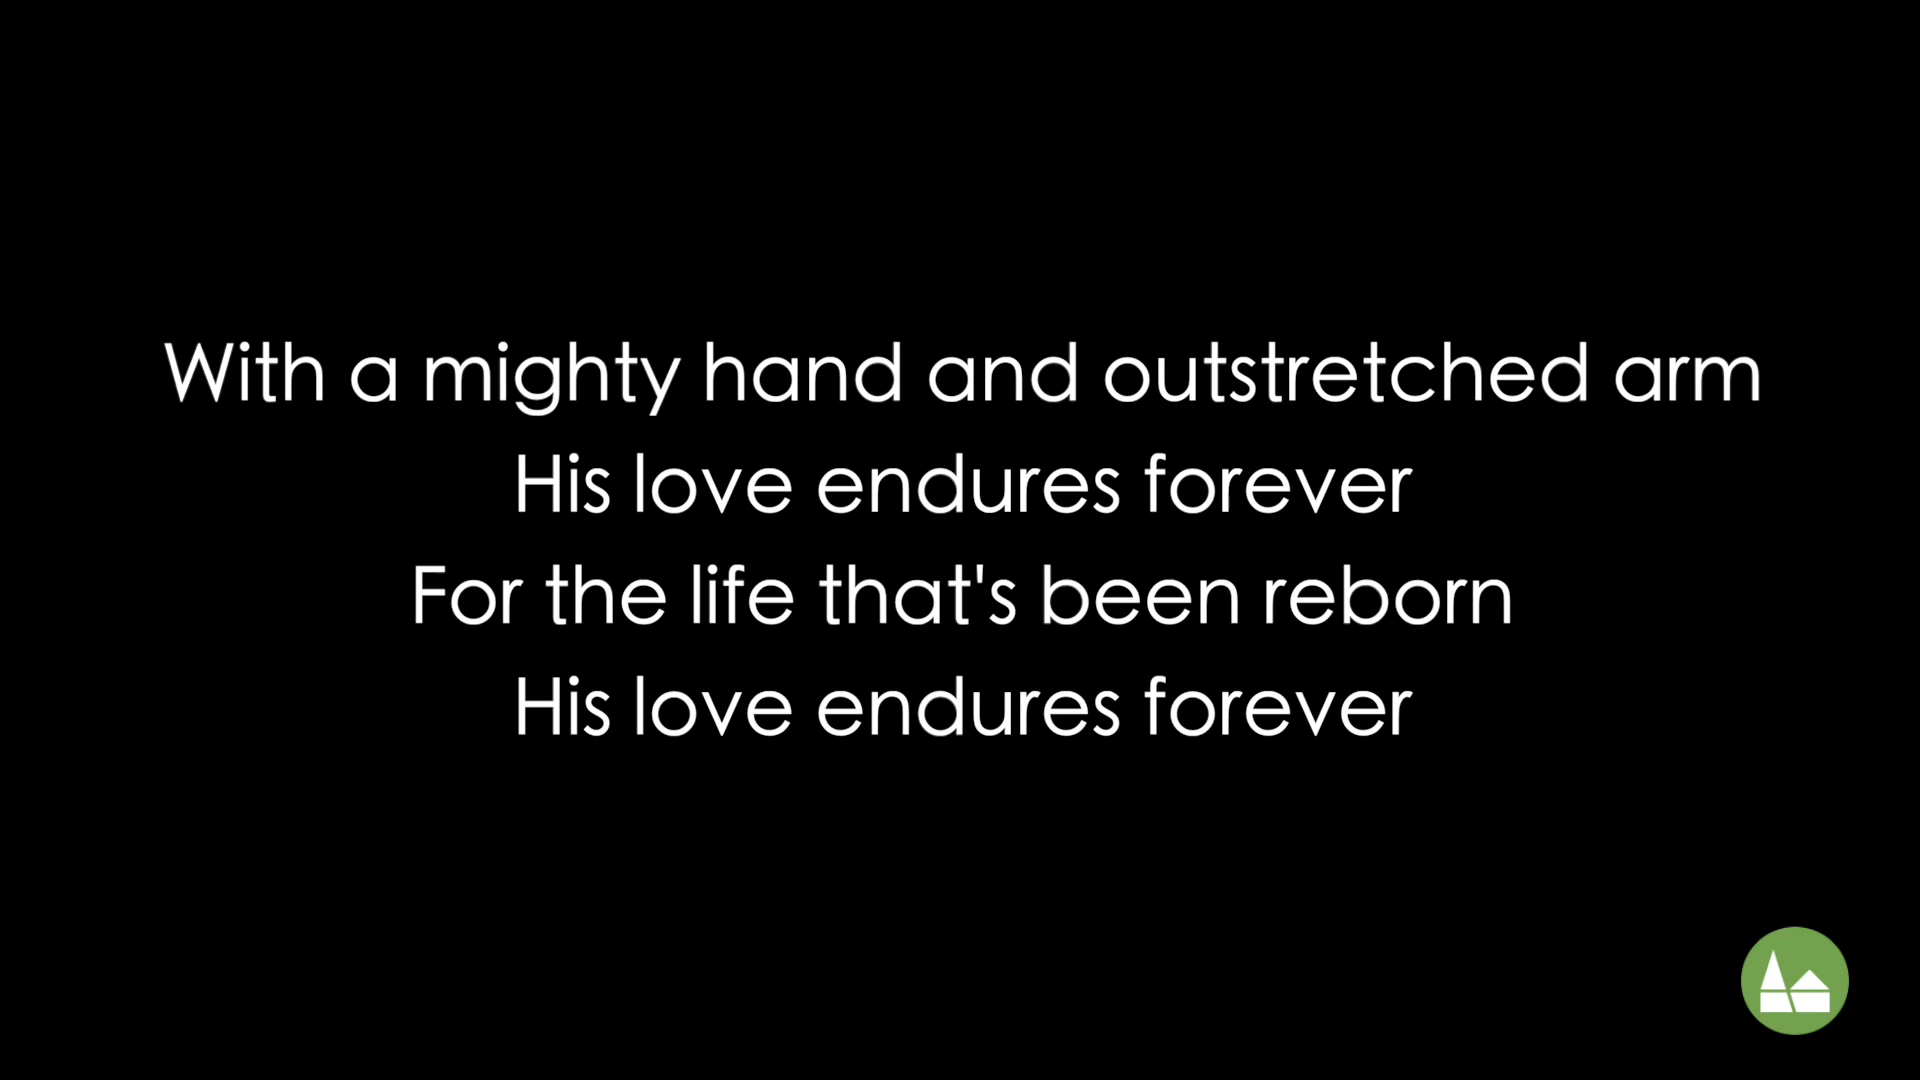 With a mighty hand and outstretched arm
His love endures forever
For the life that's been reborn
His love endures forever